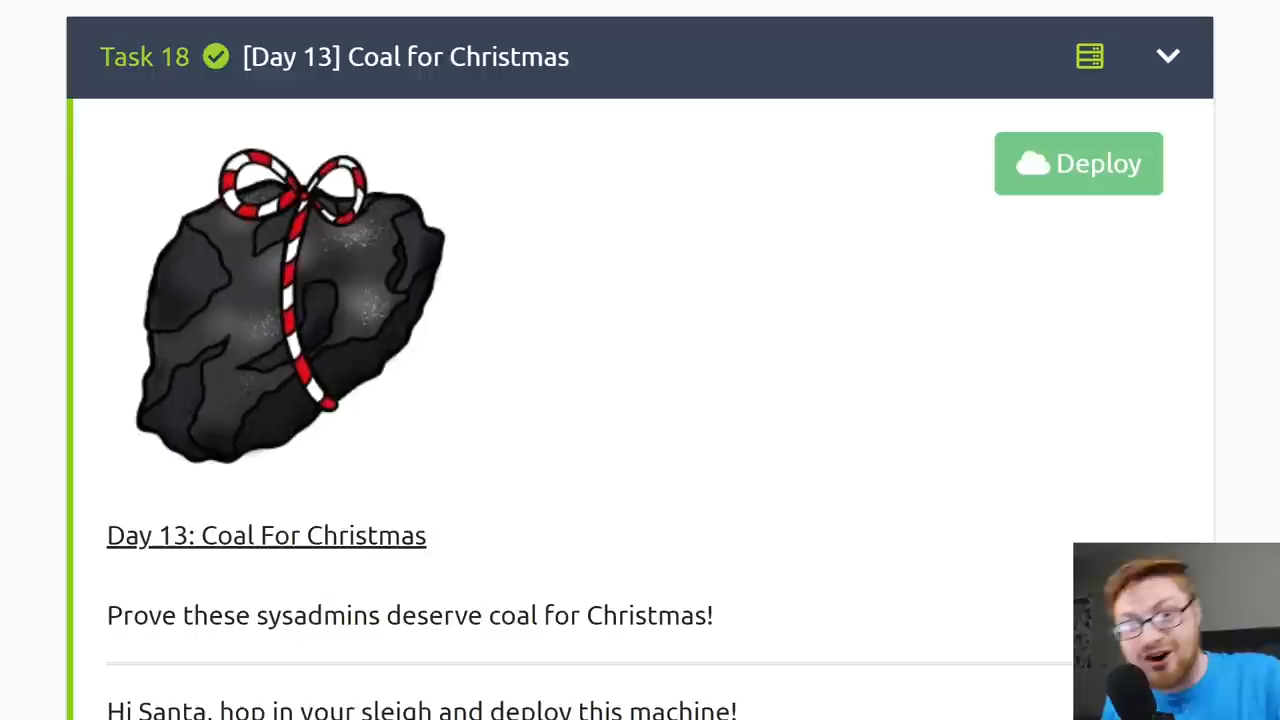 Task 18 [Day 13] Coal for Christmas
Deploy
Day 13: Coal For Christmas
Prove these sysadmins deserve coal for Christmas!
Hi Santa, hop in your sleigh and deploy this machine!